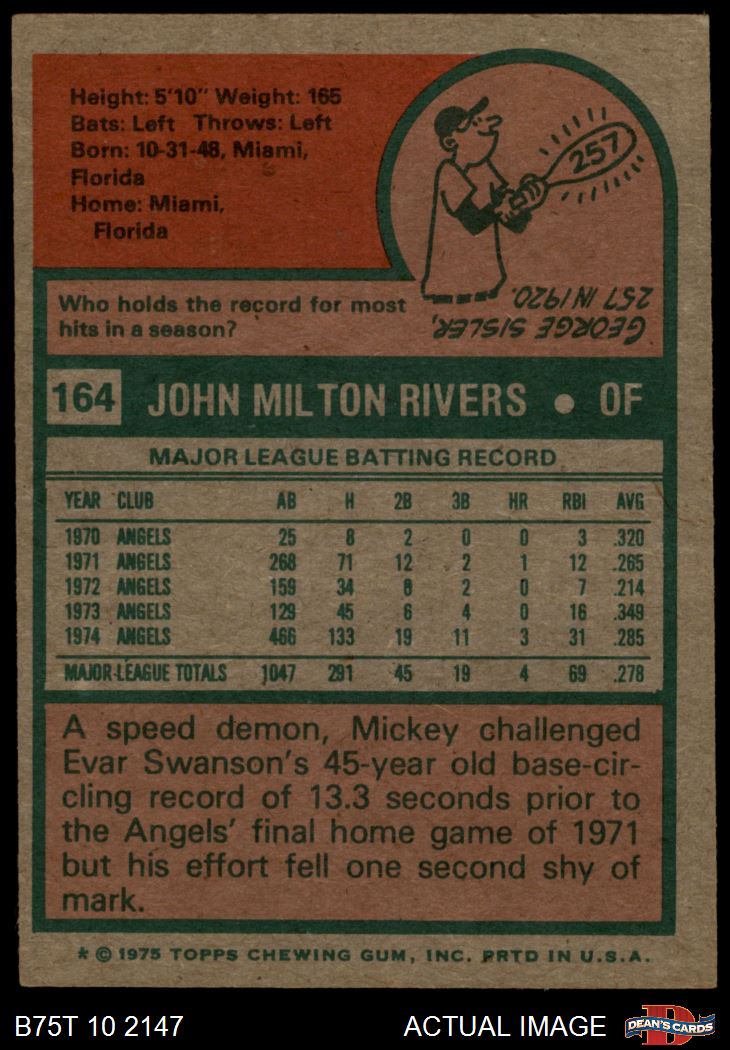 Height: 5'10" Weight: 165
Bats: Left Throws: Left
Born: 10-31-48, Miami,
Florida
Home: Miami,
Florida
257
Who holds the record for most
hits in a season?
GEORGE SISLER,
257 IN 1920.
164 JOHN MILTON RIVERS • OF
MAJOR LEAGUE BATTING RECORD
YEAR CLUB AB H 2B 3B HR RBI AVG
1970 ANGELS 25 8 2 0 0 3 .320
1971 ANGELS 268 71 12 2 1 12 .265
1972 ANGELS 159 34 6 2 0 7 .214
1973 ANGELS 129 45 6 4 0 16 .349
1974 ANGELS 466 133 19 11 3 31 .285
MAJOR-LEAGUE TOTALS 1047 291 45 19 4 69 .278
A speed demon, Mickey challenged
Evar Swanson's 45-year old base-cir-
cling record of 13.3 seconds prior to
the Angels' final home game of 1971
but his effort fell one second shy of
mark.
* © 1975 TOPPS CHEWING GUM, INC. PRTD IN U.S.A.
B75T 10 2147 ACTUAL IMAGE D DEAN'S CARDS